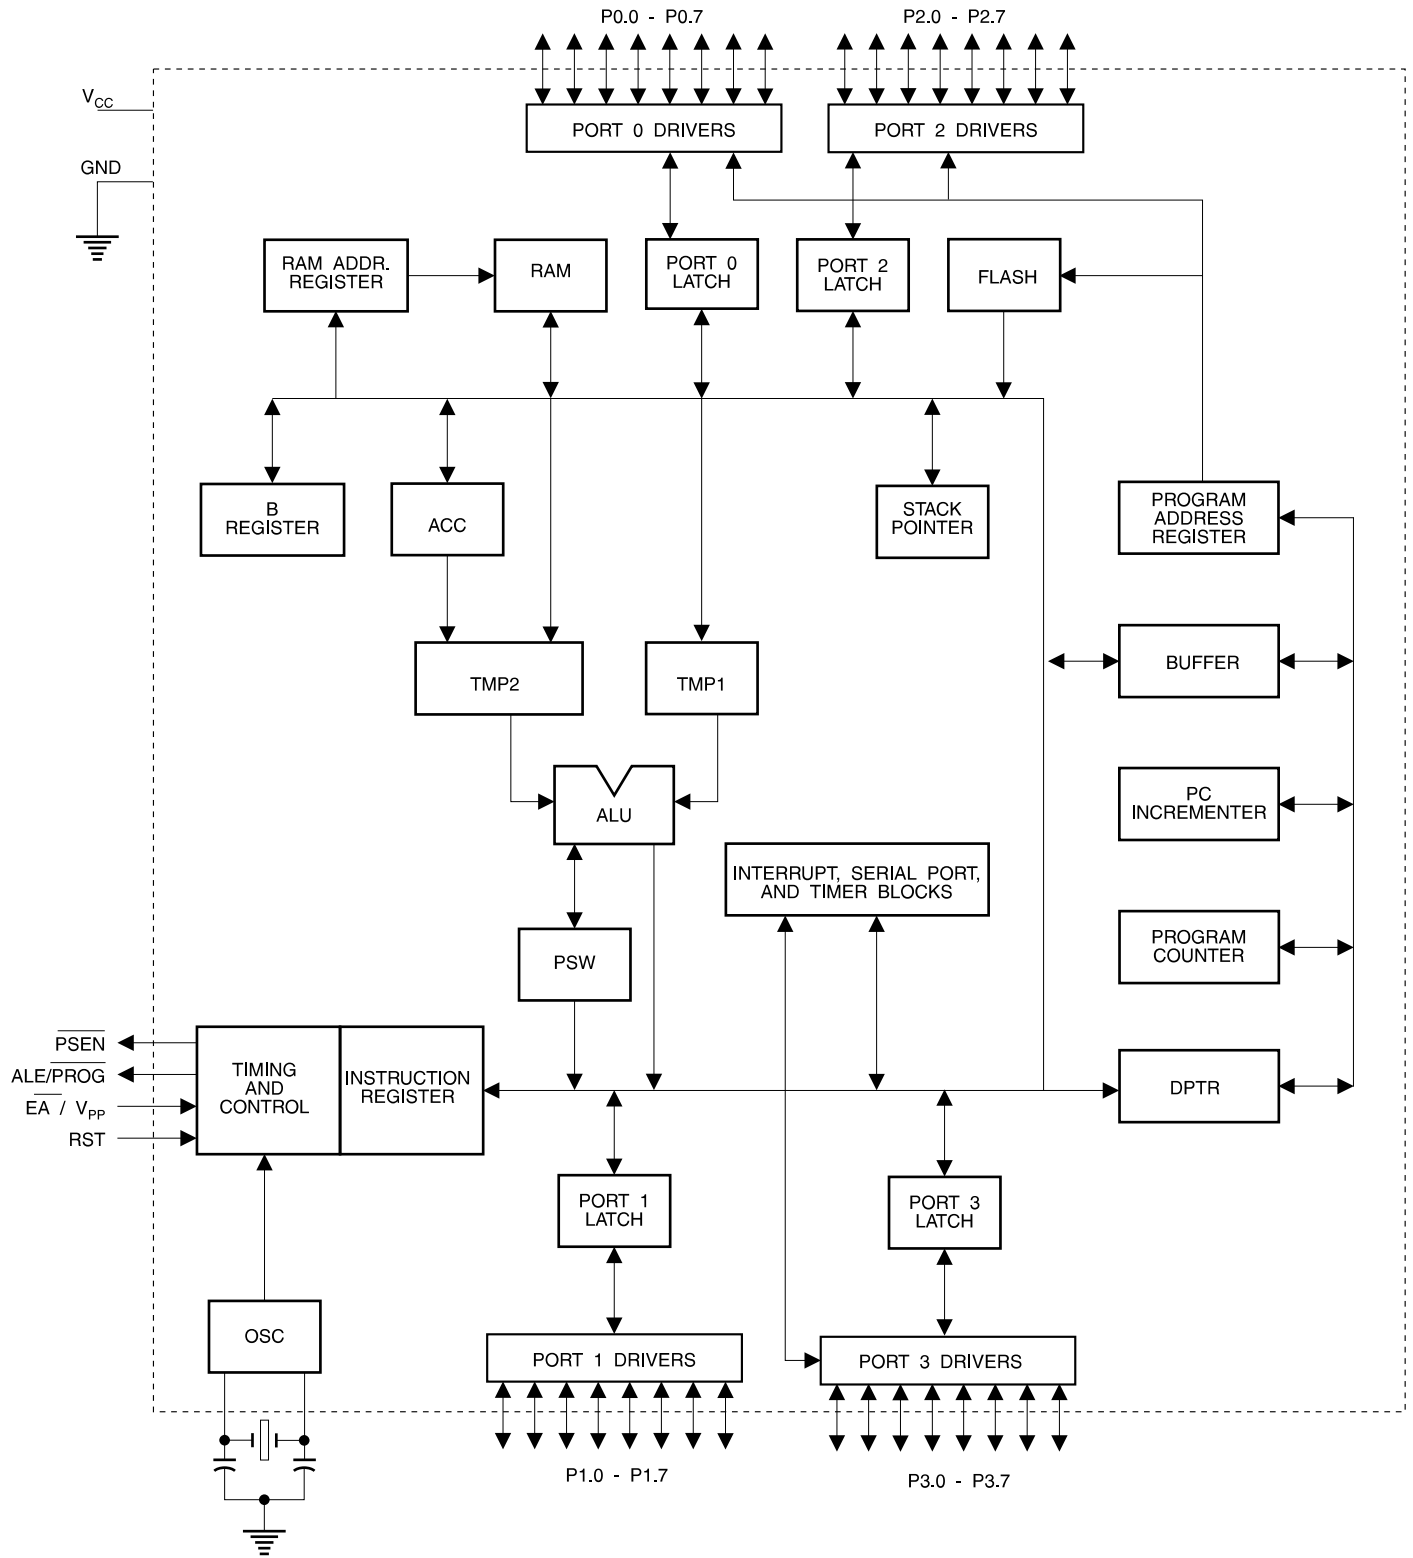 P0.0 - P0.7
P2.0 - P2.7
VCC
GND
PORT 0 DRIVERS
PORT 2 DRIVERS
RAM ADDR.
REGISTER
RAM
PORT 0
LATCH
PORT 2
LATCH
FLASH
B
REGISTER
ACC
STACK
POINTER
PROGRAM
ADDRESS
REGISTER
TMP2
TMP1
BUFFER
ALU
PC
INCREMENTER
INTERRUPT, SERIAL PORT,
AND TIMER BLOCKS
PSW
PROGRAM
COUNTER
PSEN
ALE/PROG
EA / VPP
RST
TIMING
AND
CONTROL
INSTRUCTION
REGISTER
DPTR
PORT 1
LATCH
PORT 3
LATCH
OSC
PORT 1 DRIVERS
PORT 3 DRIVERS
P1.0 - P1.7
P3.0 - P3.7